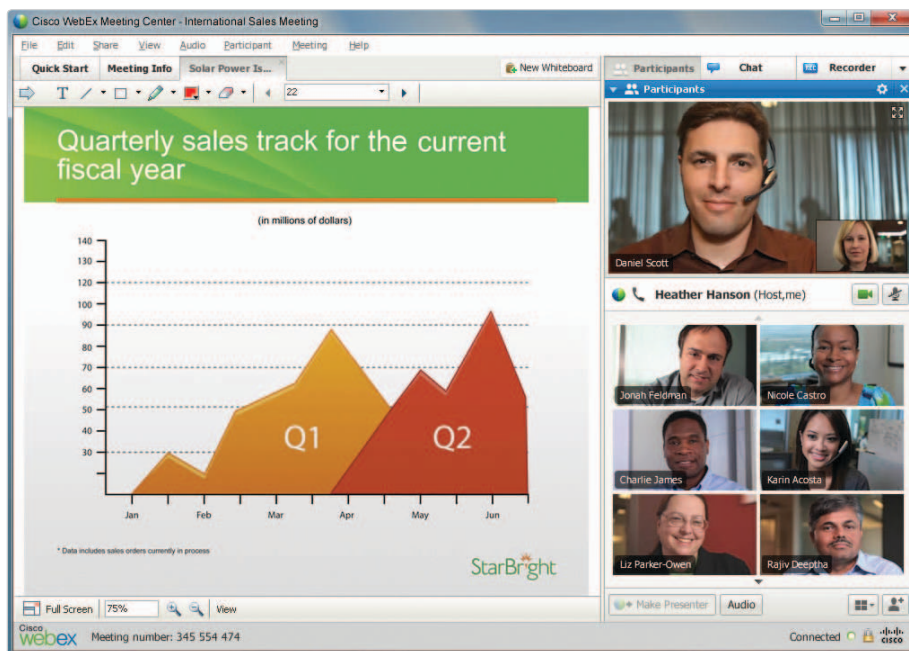 Cisco WebEx Meeting Center - International Sales Meeting
File Edit Share View Audio Participant Meeting Help
Quick Start Meeting Info Solar Power Is... New Whiteboard
Participants Chat Recorder
T 22
Participants
Quarterly sales track for the current
fiscal year
(in millions of dollars)
140
130
120
100
90
70
60
50
30
Q1 Q2
Jan Feb Mar Apr May Jun
* Data includes sales orders currently in process
StarBright
Daniel Scott
Heather Hanson (Host,me)
Jonah Feldman Nicole Castro
Charlie James Karin Acosta
Liz Parker-Owen Rajiv Deeptha
Make Presenter Audio
Full Screen 75% View
Cisco
webex Meeting number: 345 554 474 Connected
CISCO